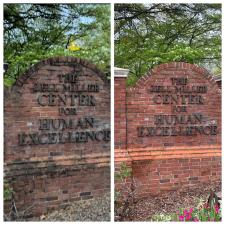 THE
BELL MILLER
CENTER
FOR
HUMAN
EXCELLENCE
THE
BELL MILLER
CENTER
FOR
HUMAN
EXCELLENCE